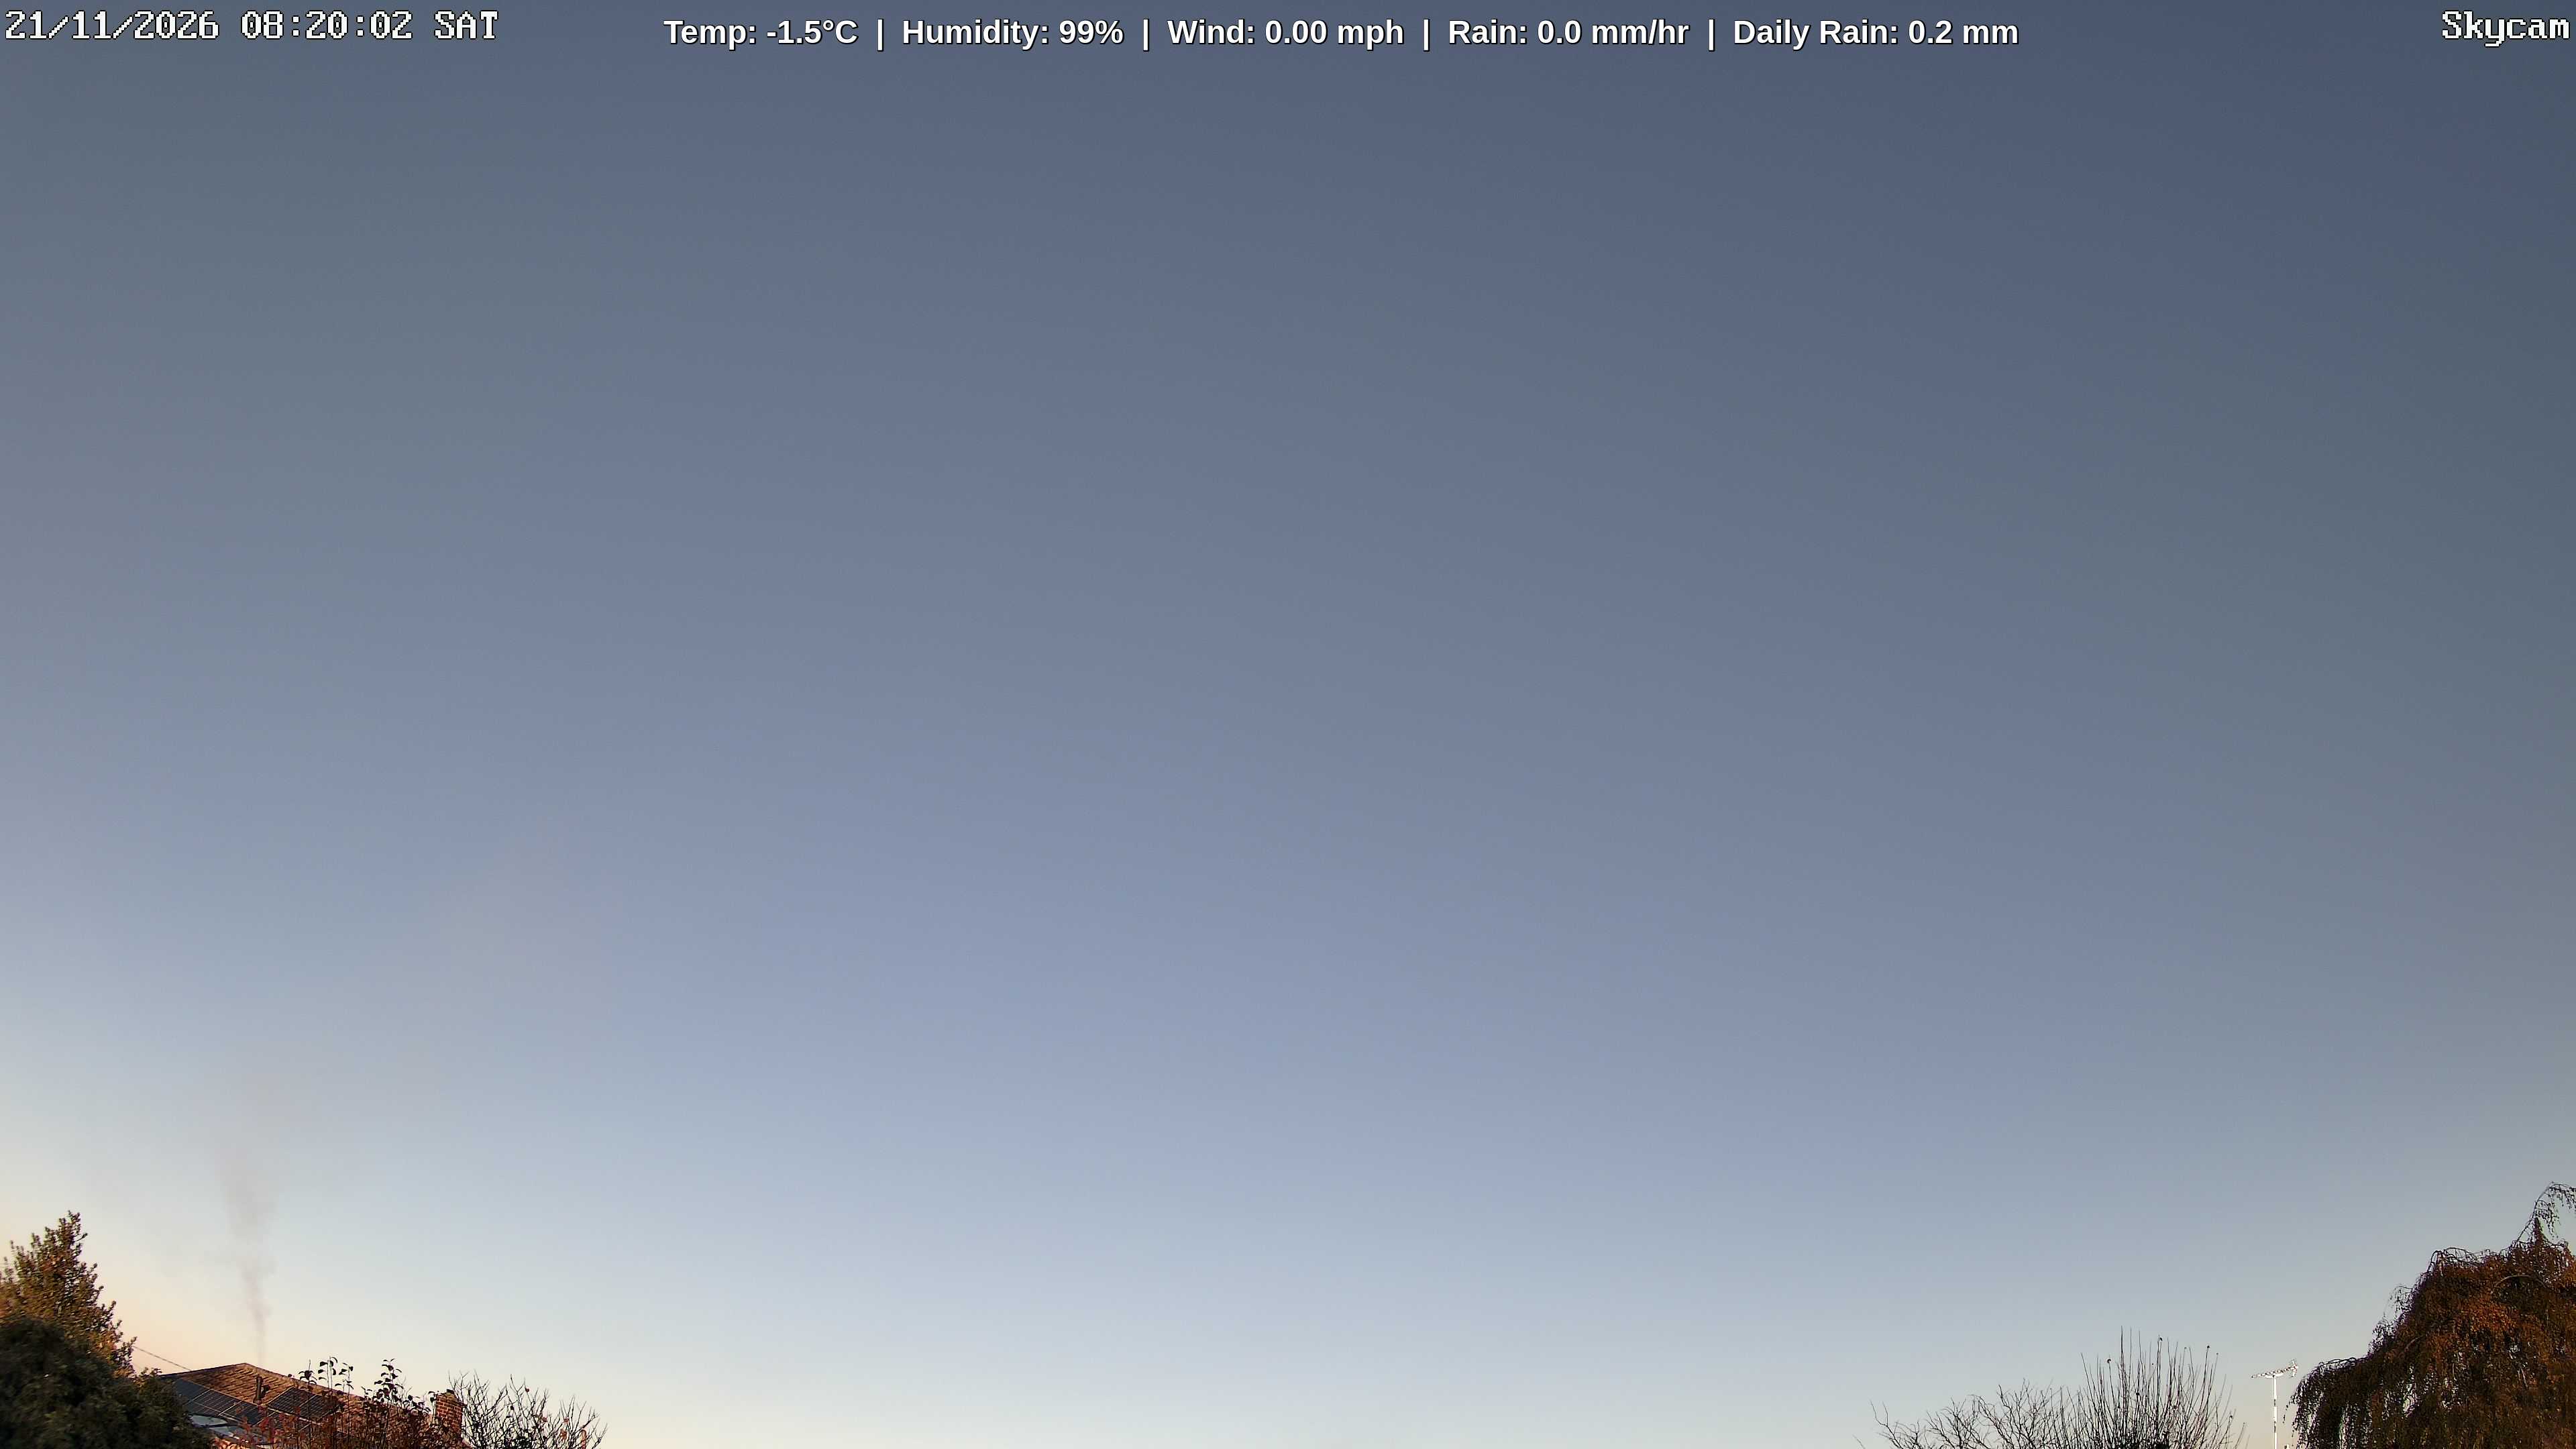 21/11/2026 08:20:02 SAT
Temp: -1.5°C | Humidity: 99% | Wind: 0.00 mph | Rain: 0.0 mm/hr | Daily Rain: 0.2 mm
Skycam